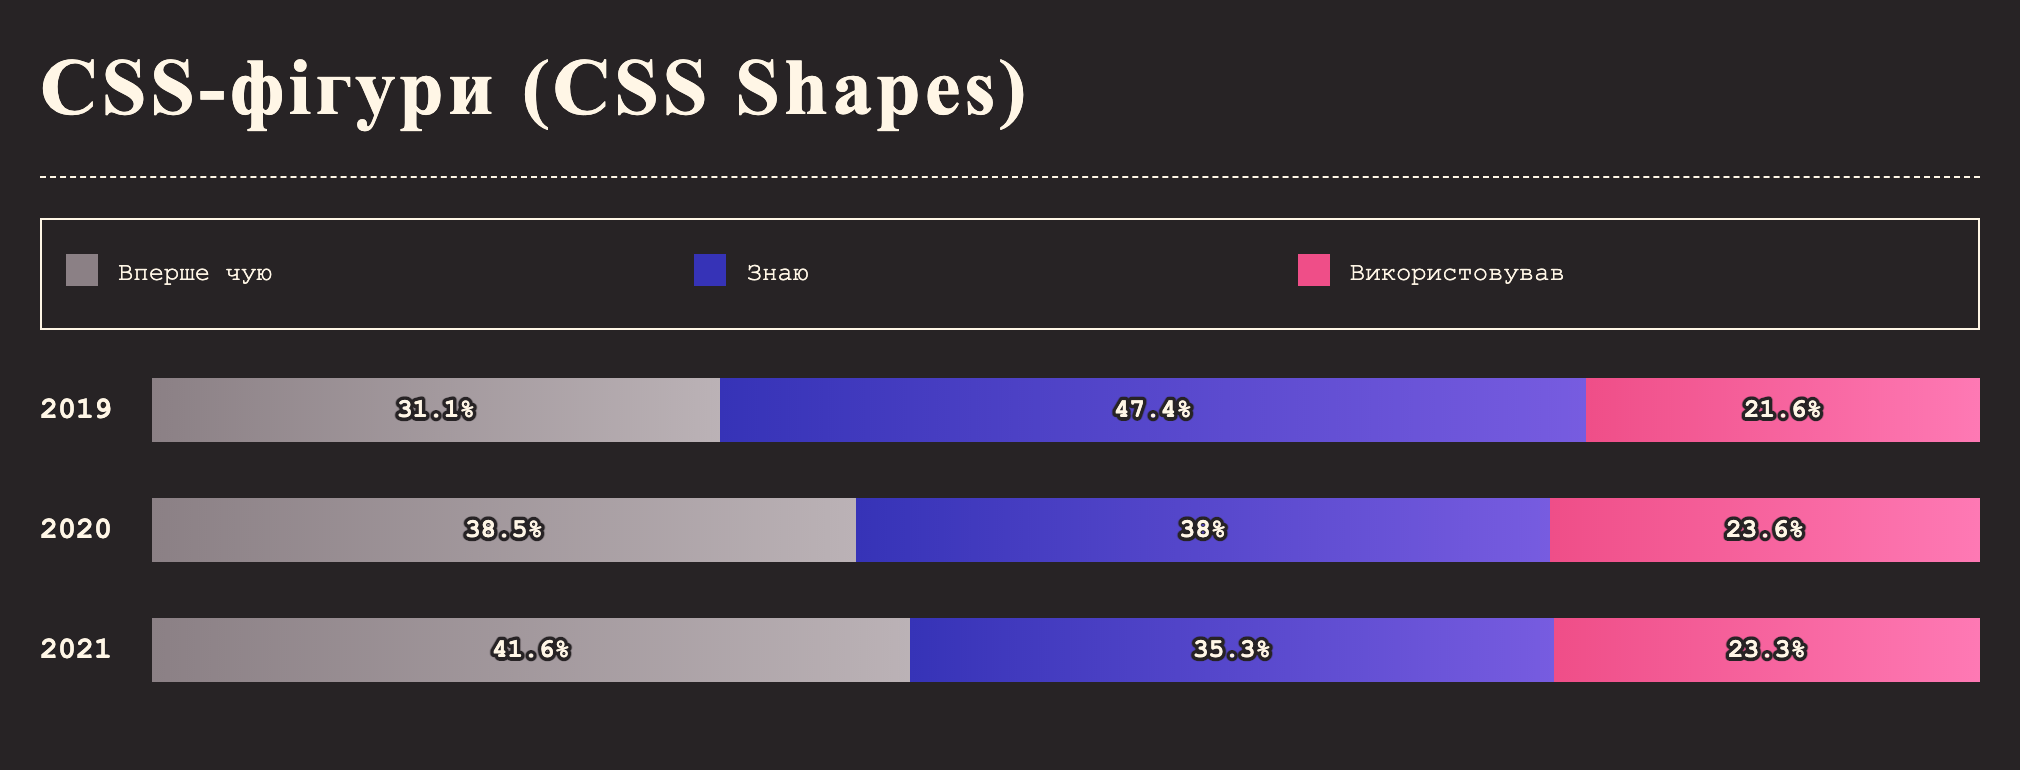 CSS-фігури (CSS Shapes)
Вперше чую Знаю Використовував
2019 31.1% 47.4% 21.6%
2020 38.5% 38% 23.6%
2021 41.6% 35.3% 23.3%